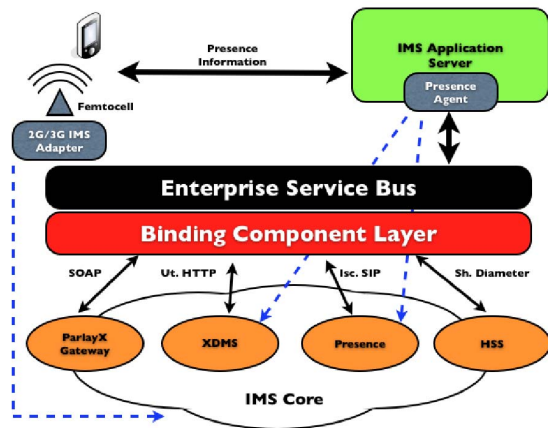 Presence
Information
IMS Application
Server
Presence
Agent
Femtocell
2G/3G IMS
Adapter
Enterprise Service Bus
Binding Component Layer
SOAP
Ut. HTTP
Isc. SIP
Sh. Diameter
ParlayX
Gateway
XDMS
Presence
HSS
IMS Core